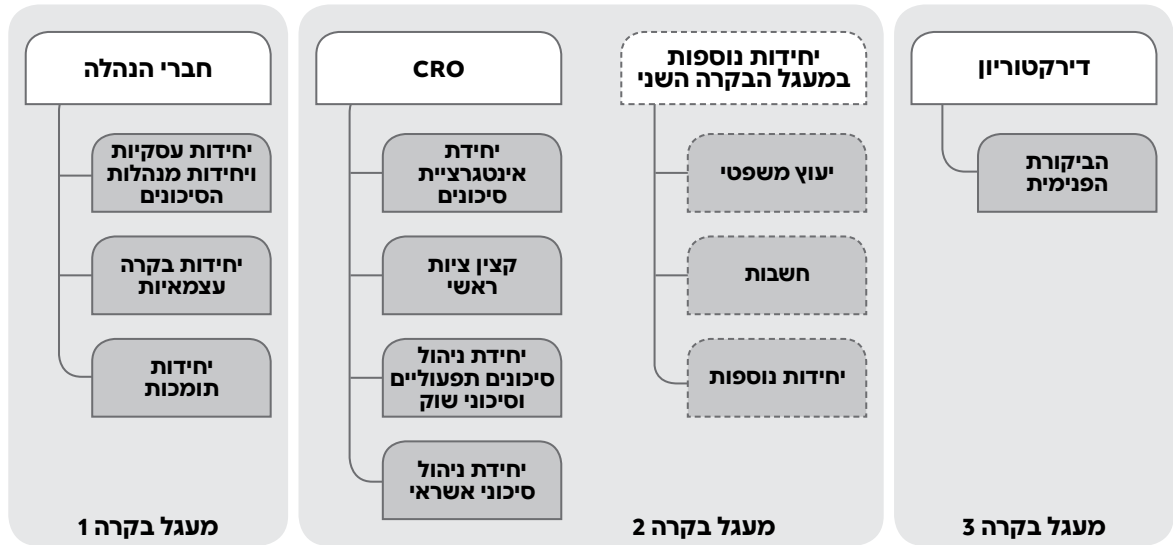 חברי הנהלה
יחידות עסקיות
ויחידות מנהלות
הסיכונים
יחידות בקרה
עצמאיות
יחידות
תומכות
מעגל בקרה 1
CRO
יחידת
אינטגרציית
סיכונים
קצין ציות
ראשי
יחידת ניהול
סיכונים תפעוליים
וסיכוני שוק
יחידת ניהול
סיכוני אשראי
יחידות נוספות
במעגל הבקרה השני
יעוץ משפטי
חשבות
יחידות נוספות
מעגל בקרה 2
דירקטוריון
הביקורת
הפנימית
מעגל בקרה 3